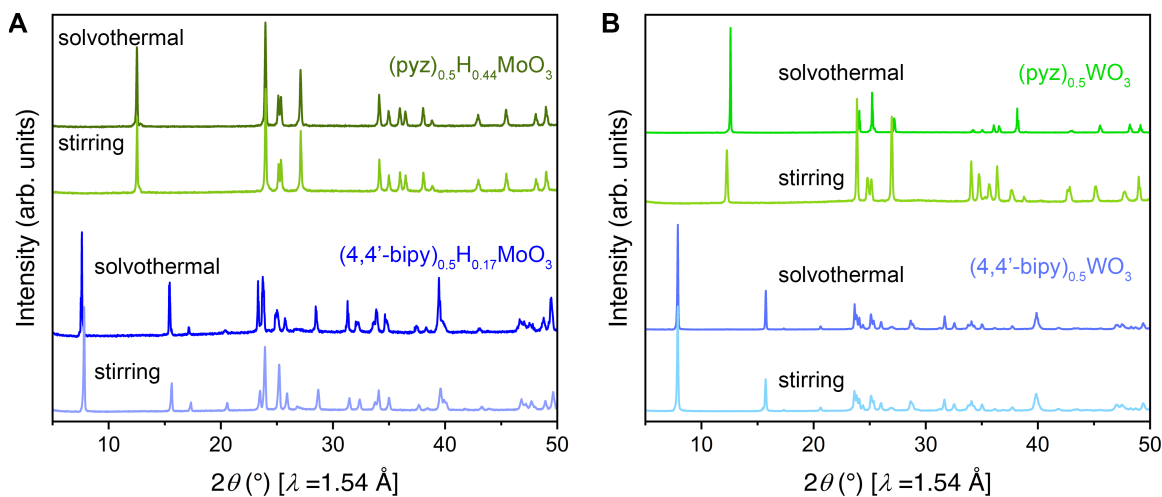 A
solvothermal
(pyz)0.5H0.44MoO3
stirring
(4,4'-bipy)0.5H0.17MoO3
solvothermal
stirring
Intensity (arb. units)
10 20 30 40 50
2θ (°) [λ =1.54 Å]
B
solvothermal
(pyz)0.5WO3
stirring
(4,4'-bipy)0.5WO3
solvothermal
stirring
Intensity (arb. units)
10 20 30 40 50
2θ (°) [λ =1.54 Å]